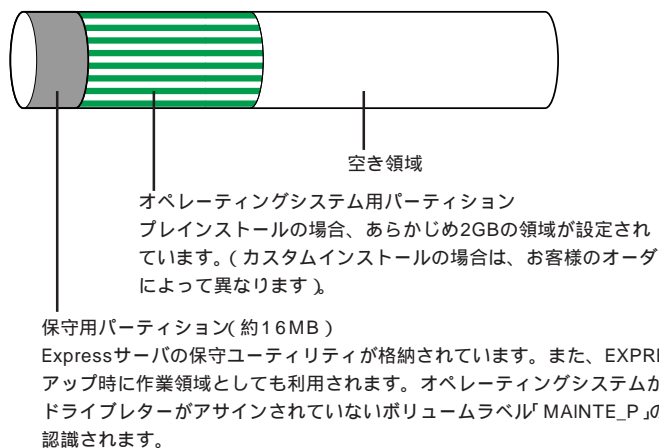 空き領域
オペレーティングシステム用パーティション
プレインストールの場合、あらかじめ2GBの領域が設定され
ています。(カスタムインストールの場合は、お客様のオーダ
によって異なります)。
保守用パーティション(約16MB)
Expressサーバの保守ユーティリティが格納されています。また、EXPR
アップ時に作業領域としても利用されます。オペレーティングシステムか
ドライブレターがアサインされていないボリュームラベル「MAINTE_P」の
認識されます。